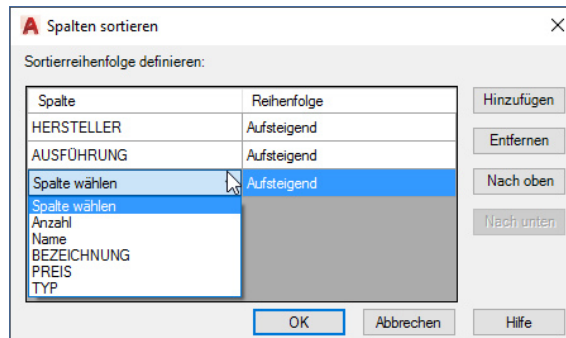 Spalten sortieren
Sortierreihenfolge definieren:
Spalte Reihenfolge
HERSTELLER Aufsteigend
AUSFÜHRUNG Aufsteigend
Spalte wählen Aufsteigend
Spalte wählen
Anzahl
Name
BEZEICHNUNG
PREIS
TYP
Hinzufügen
Entfernen
Nach oben
Nach unten
OK Abbrechen Hilfe